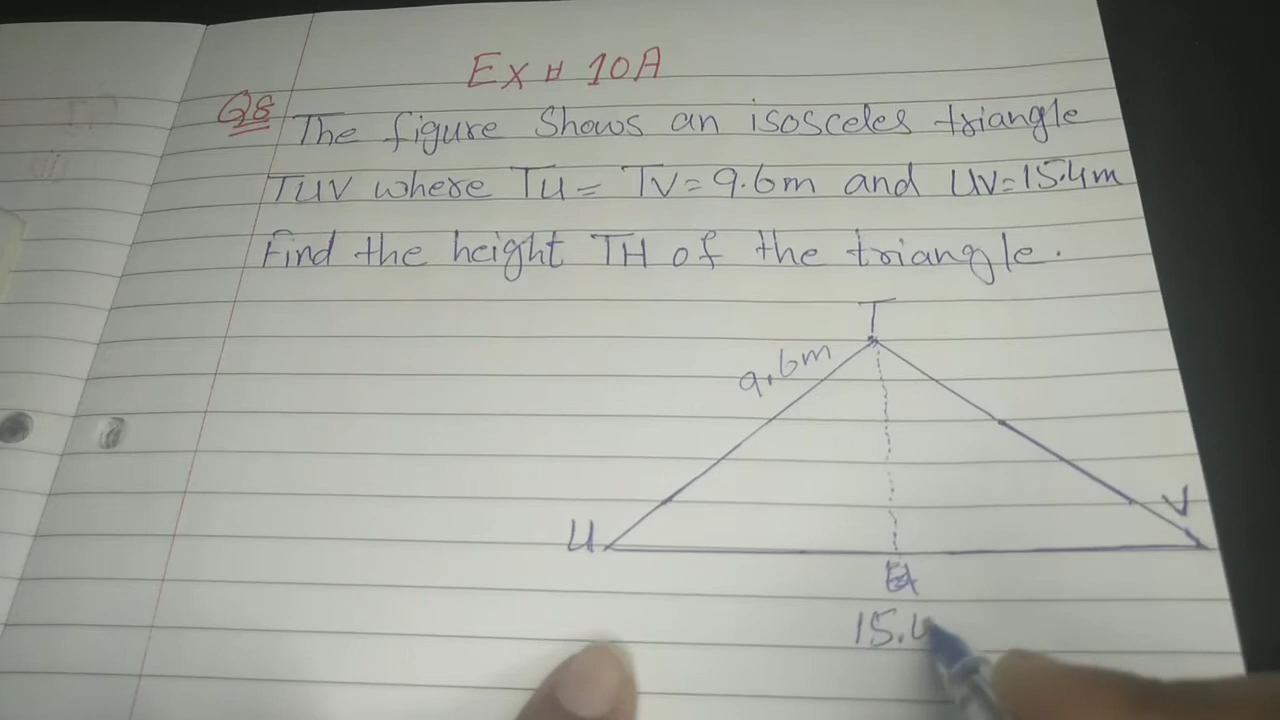 Ex # 10A
Q8
The figure shows an isosceles triangle
TUV where TU = TV = 9.6m and UV = 15.4m
Find the height TH of the triangle.
T
9.6m
U
V
15.4